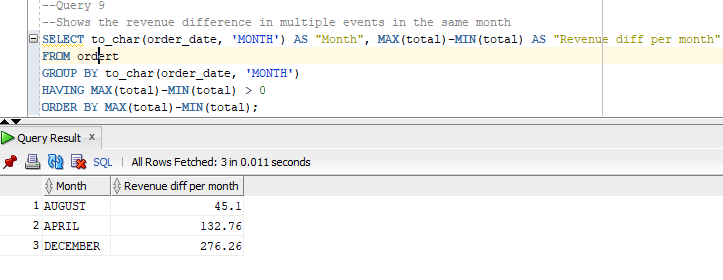 --Query 9
--Shows the revenue difference in multiple events in the same month
SELECT to_char(order_date, 'MONTH') AS "Month", MAX(total)-MIN(total) AS "Revenue diff per month"
FROM ordert
GROUP BY to_char(order_date, 'MONTH')
HAVING MAX(total)-MIN(total) > 0
ORDER BY MAX(total)-MIN(total);
Query Result x
SQL | All Rows Fetched: 3 in 0.011 seconds
Month Revenue diff per month
1 AUGUST 45.1
2 APRIL 132.76
3 DECEMBER 276.26